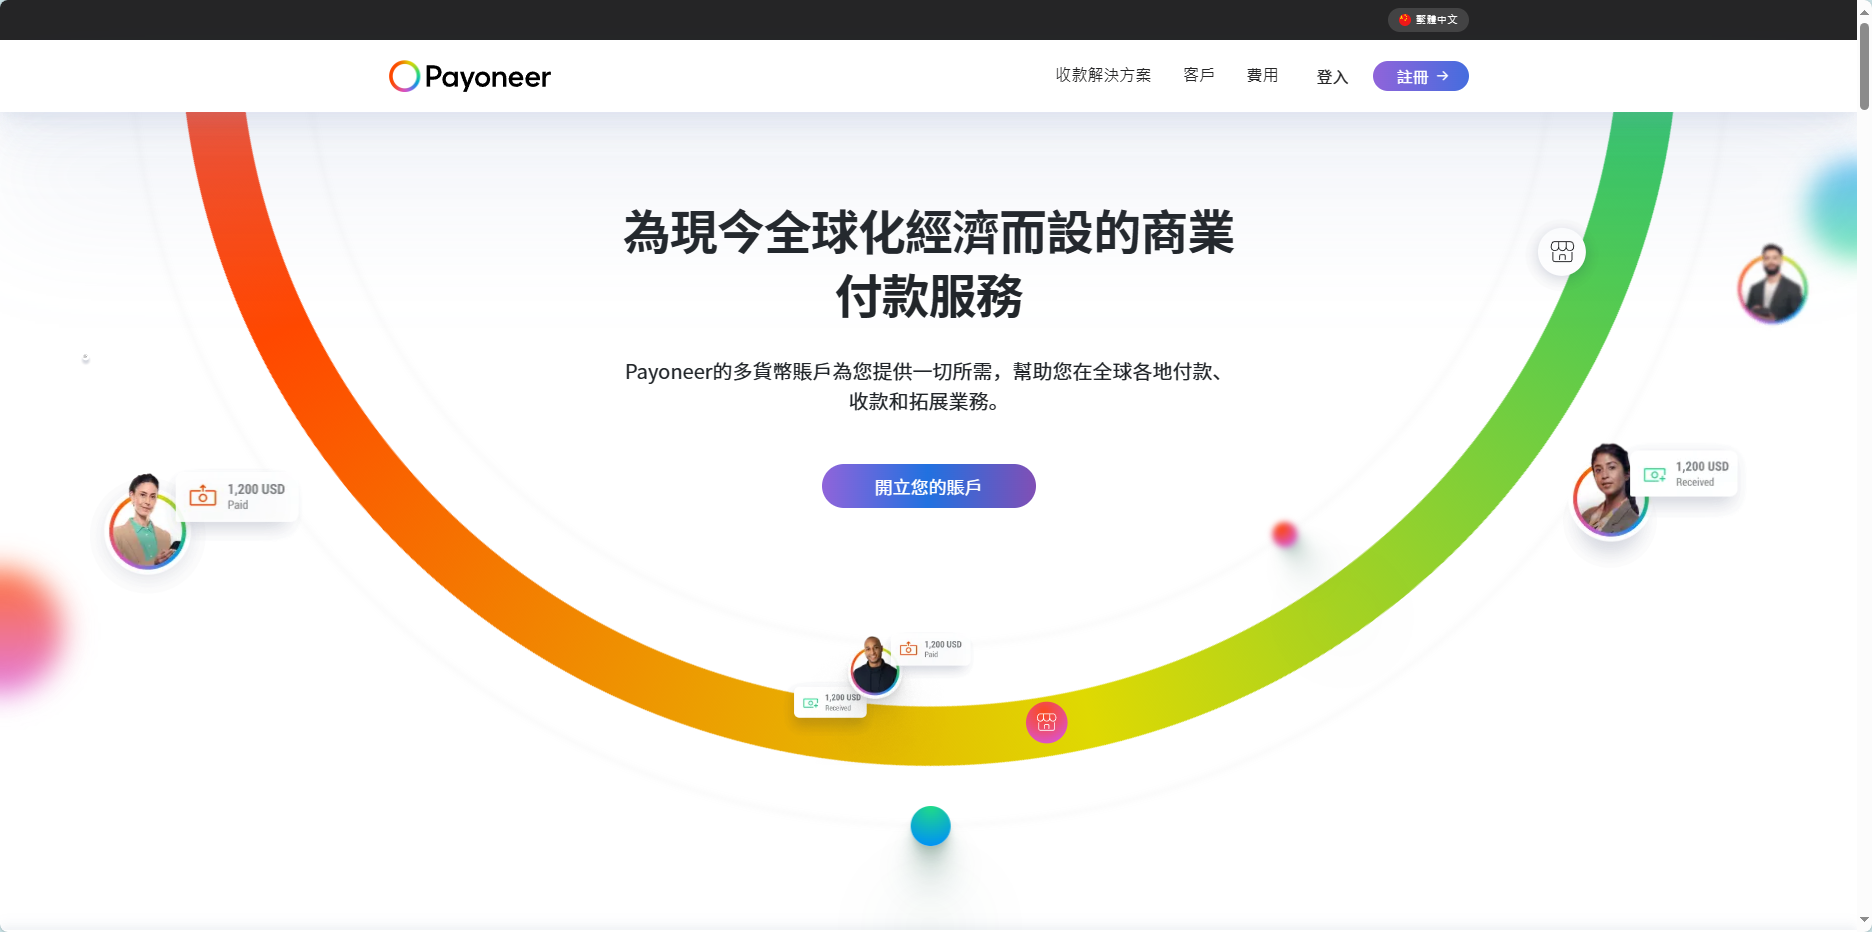 繁體中文
Payoneer
收款解決方案 客戶 費用 登入 註冊 →
為現今全球化經濟而設的商業
付款服務
Payoneer的多貨幣賬戶為您提供一切所需，幫助您在全球各地付款、
收款和拓展業務。
開立您的賬戶
1,200 USD
Paid
1,200 USD
Received
1,200 USD
Paid
1,200 USD
Received